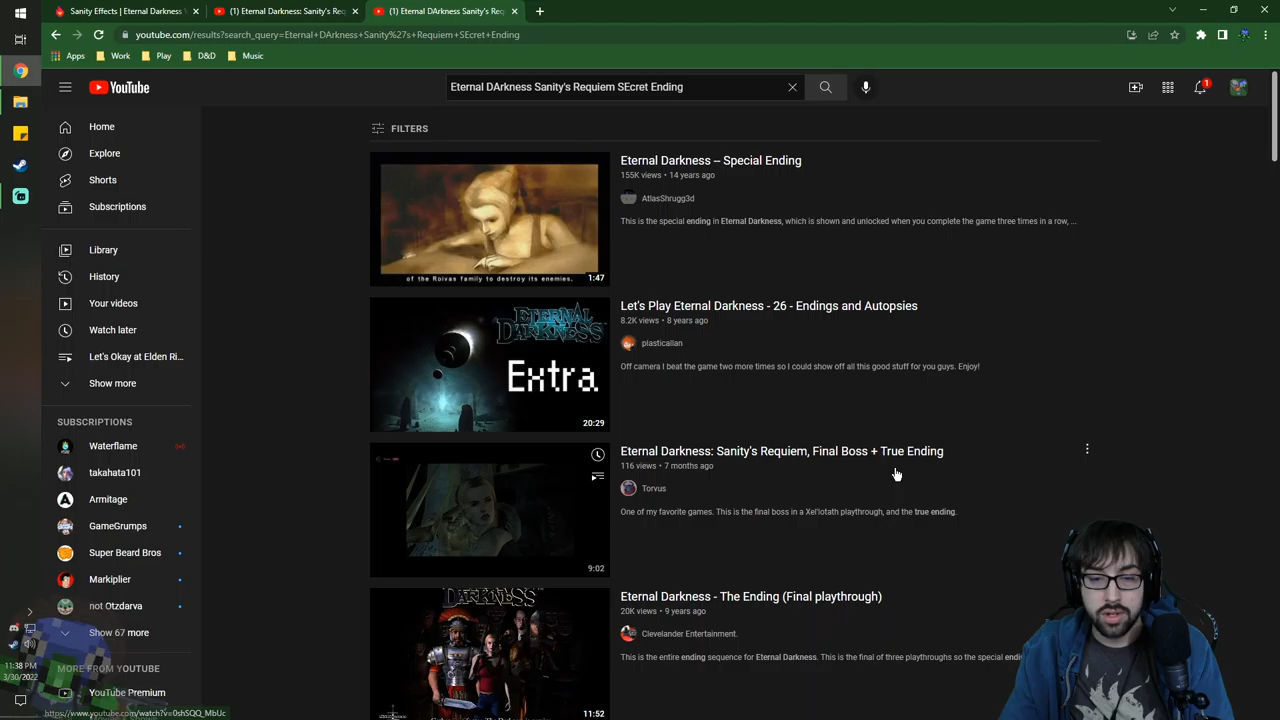 Sanity Effects | Eternal Darkness
(1) Eternal Darkness: Sanity's Req
(1) Eternal DArkness Sanity's Req
youtube.com/results?search_query=Eternal+DArkness+Sanity%27s+Requiem+SEcret+Ending
Apps
Work
Play
D&D
Music
YouTube
Eternal DArkness Sanity's Requiem SEcret Ending
1
Home
Explore
Shorts
Subscriptions
Library
History
Your videos
Watch later
Let's Okay at Elden Ri...
Show more
SUBSCRIPTIONS
Waterflame
takahata101
Armitage
GameGrumps
Super Beard Bros
Markiplier
not Otzdarva
Show 67 more
MORE FROM YOUTUBE
YouTube Premium
https://www.youtube.com/watch?v=0shSQQ_MbUc
11:38 PM
3/30/2022
FILTERS
of the Roivas family to destroy its enemies.
1:47
Eternal Darkness -- Special Ending
155K views • 14 years ago
AtlasShrugg3d
This is the special ending in Eternal Darkness, which is shown and unlocked when you complete the game three times in a row, ...
ETERNAL
DARKNESS
Extra
20:29
Let's Play Eternal Darkness - 26 - Endings and Autopsies
8.2K views • 8 years ago
plasticallan
Off camera I beat the game two more times so I could show off all this good stuff for you guys. Enjoy!
9:02
Eternal Darkness: Sanity's Requiem, Final Boss + True Ending
116 views • 7 months ago
Torvus
One of my favorite games. This is the final boss in a Xel'lotath playthrough, and the true ending.
DARKNESS
11:52
Eternal Darkness - The Ending (Final playthrough)
20K views • 9 years ago
Clevelander Entertainment.
This is the entire ending sequence for Eternal Darkness. This is the final of three playthroughs so the special endi